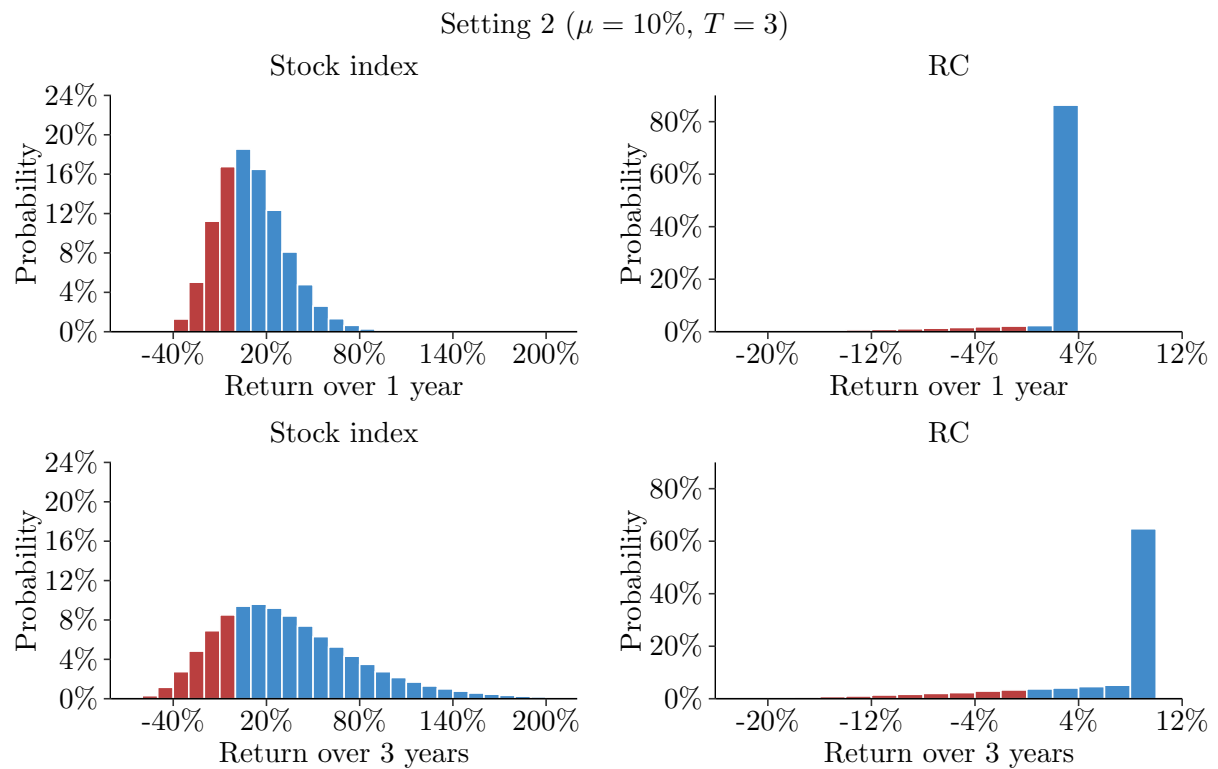 Setting 2 (μ = 10%, T = 3)
Stock index
24%
20%
16%
12%
8%
4%
0%
Probability
-40% 20% 80% 140% 200%
Return over 1 year
RC
80%
60%
40%
20%
0%
Probability
-20% -12% -4% 4% 12%
Return over 1 year
Stock index
24%
20%
16%
12%
8%
4%
0%
Probability
-40% 20% 80% 140% 200%
Return over 3 years
RC
80%
60%
40%
20%
0%
Probability
-20% -12% -4% 4% 12%
Return over 3 years